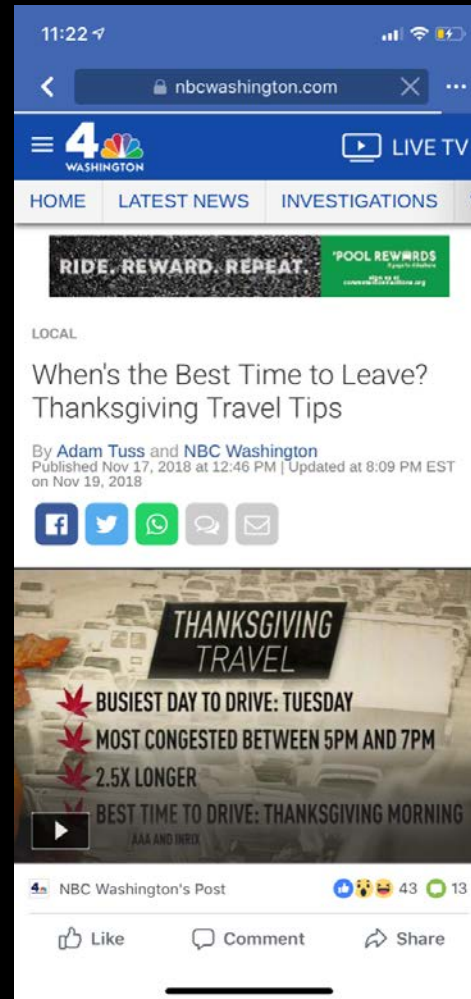 11:22
nbcwashington.com
4
WASHINGTON
LIVE TV
HOME LATEST NEWS INVESTIGATIONS
RIDE. REWARD. REPEAT.
'POOL REWARDS
LOCAL
When's the Best Time to Leave?
Thanksgiving Travel Tips
By Adam Tuss and NBC Washington
Published Nov 17, 2018 at 12:46 PM | Updated at 8:09 PM EST
on Nov 19, 2018
THANKSGIVING
TRAVEL
BUSIEST DAY TO DRIVE: TUESDAY
MOST CONGESTED BETWEEN 5PM AND 7PM
2.5X LONGER
BEST TIME TO DRIVE: THANKSGIVING MORNING
AAA AND INRIX
NBC Washington's Post 43 13
Like Comment Share